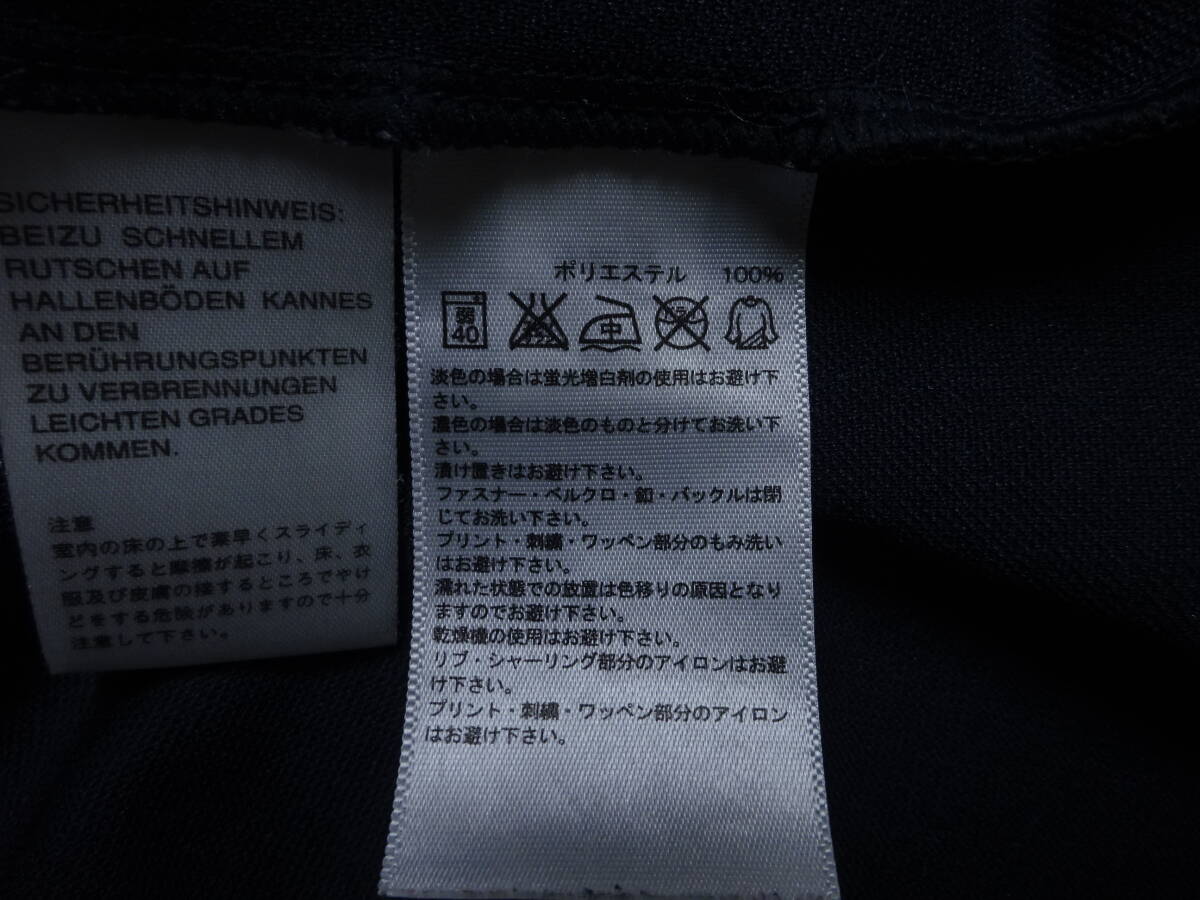 SICHERHEITSHINWEIS:
BEIZU SCHNELLEM
RUTSCHEN AUF
HALLENBÖDEN KANNES
AN DEN
BERÜHRUNGSPUNKTEN
ZU VERBRENNUNGEN
LEICHTEN GRADES
KOMMEN.
注意
室内の床の上で素早くスライディ
ングすると摩擦が起こり、床、衣
服及び皮膚の接するところでやけ
どをする危険がありますので十分
注意して下さい。
ポリエステル 100%
弱
40
中
淡色の場合は蛍光増白剤の使用はお避け下
さい。
濃色の場合は淡色のものと分けてお洗い下
さい。
漬け置きはお避け下さい。
ファスナー・ベルクロ・釦・バックルは閉
じてお洗い下さい。
プリント・刺繍・ワッペン部分のもみ洗い
はお避け下さい。
濡れた状態での放置は色移りの原因となり
ますのでお避け下さい。
乾燥機の使用はお避け下さい。
リブ・シャーリング部分のアイロンはお避
け下さい。
プリント・刺繍・ワッペン部分のアイロン
はお避け下さい。